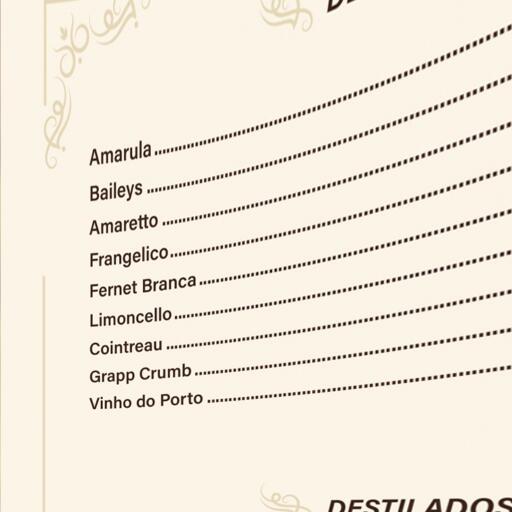 Amarula
Baileys
Amaretto
Frangelico
Fernet Branca
Limoncello
Cointreau
Grapp Crumb
Vinho do Porto
DESTILADOS